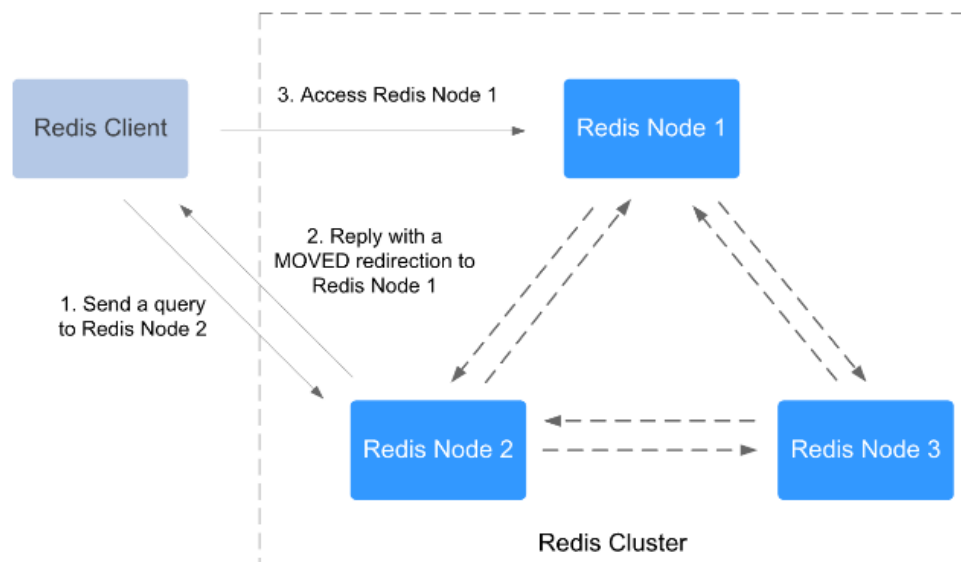 3. Access Redis Node 1
Redis Client
Redis Node 1
2. Reply with a
MOVED redirection to
Redis Node 1
1. Send a query
to Redis Node 2
Redis Node 2
Redis Node 3
Redis Cluster